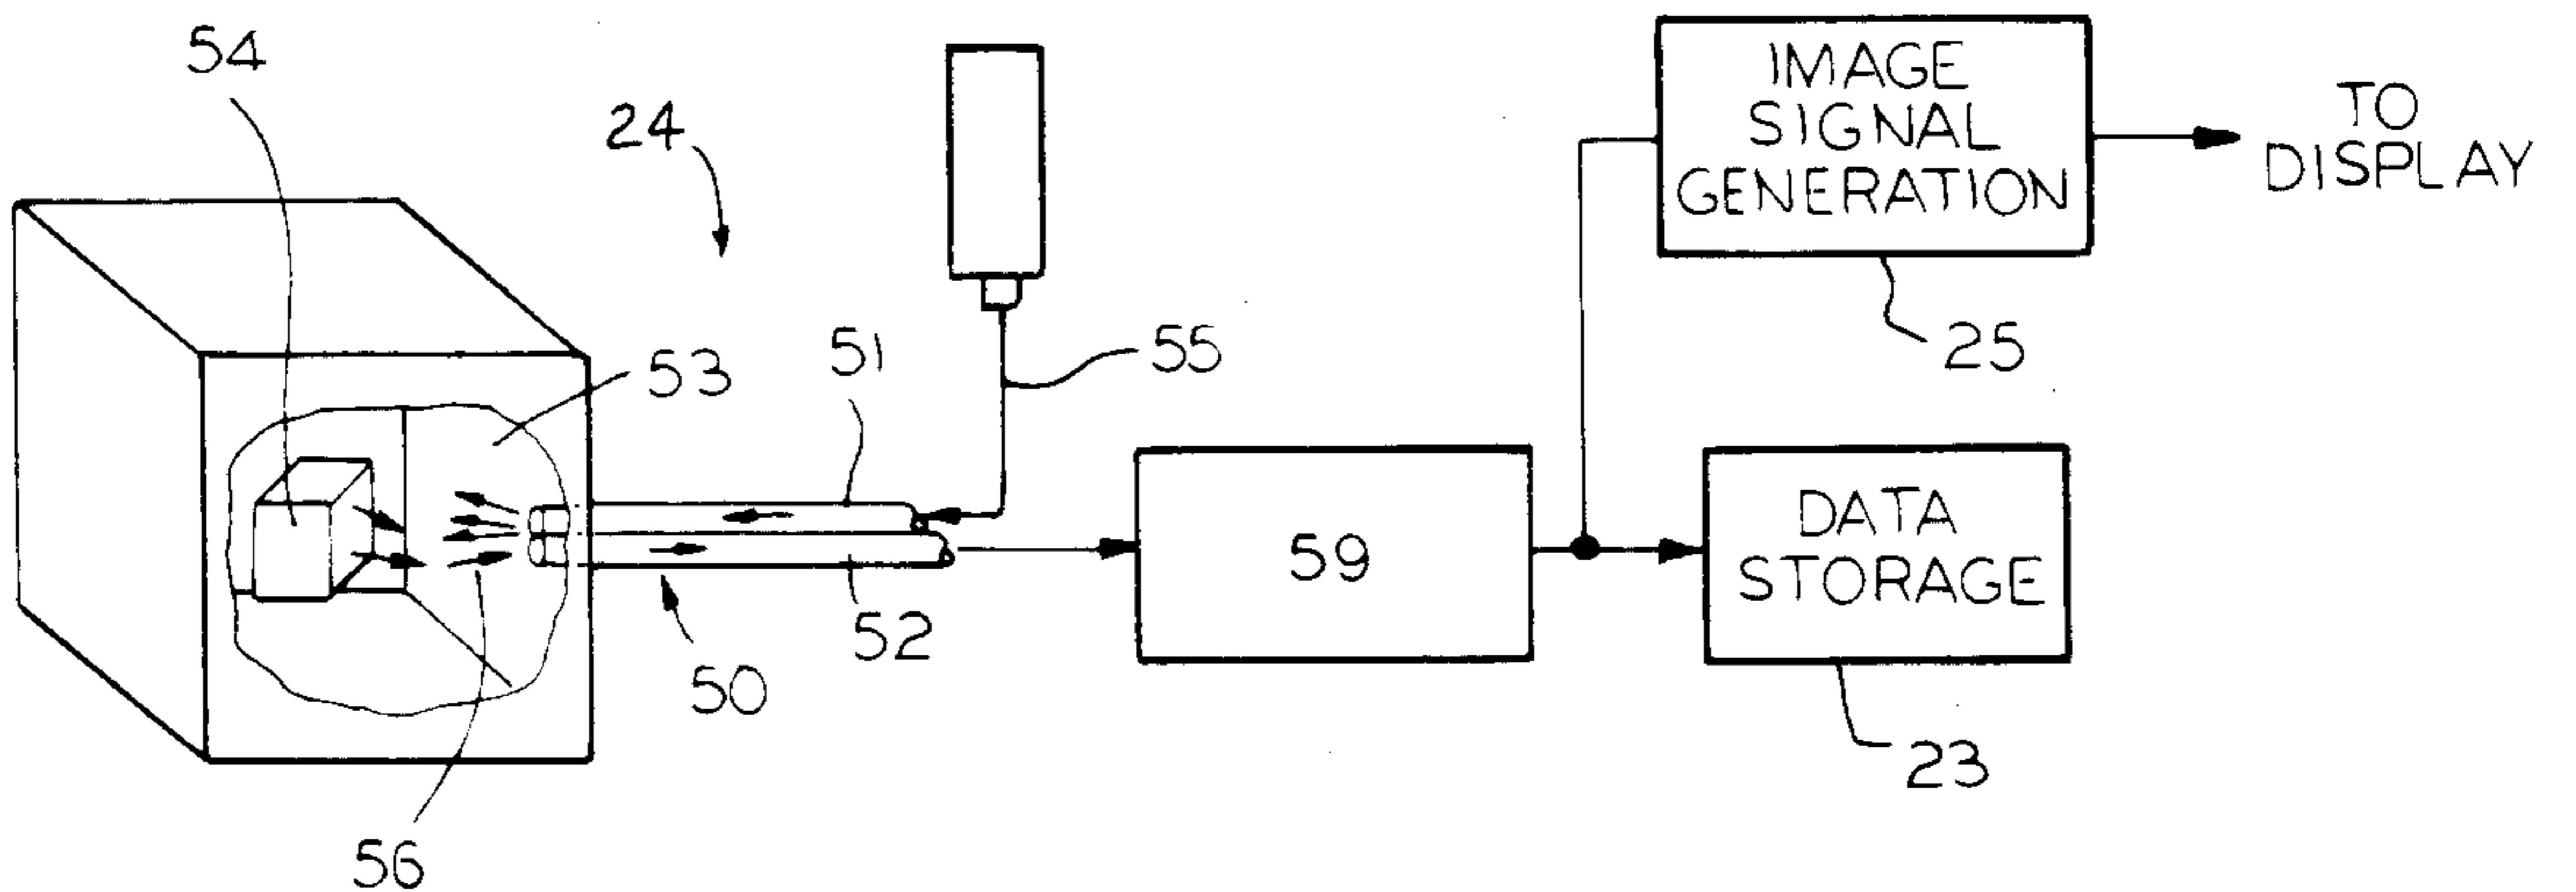 54
24
IMAGE
SIGNAL
GENERATION
TO
DISPLAY
53
51
55
25
59
DATA
STORAGE
52
50
23
56